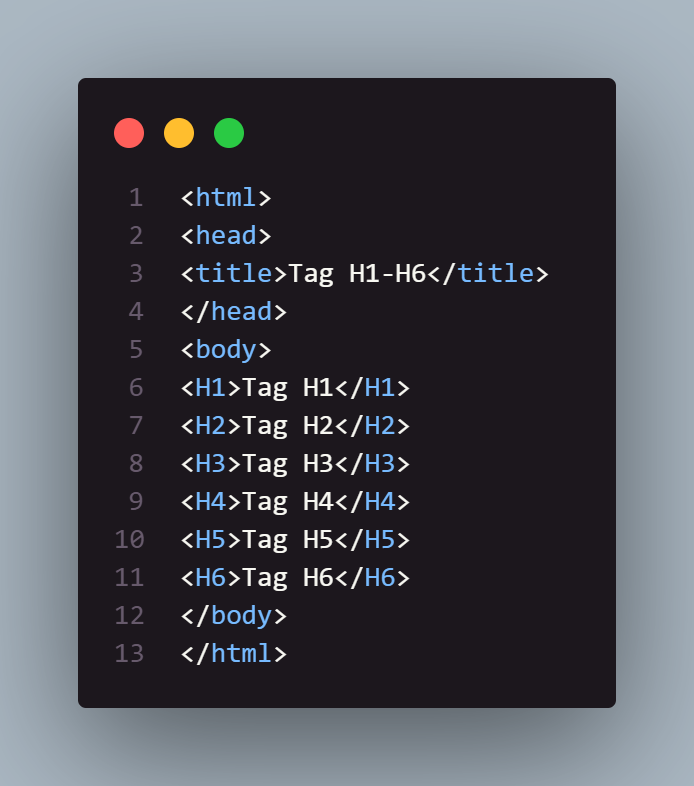 1 <html>
2 <head>
3 <title>Tag H1-H6</title>
4 </head>
5 <body>
6 <H1>Tag H1</H1>
7 <H2>Tag H2</H2>
8 <H3>Tag H3</H3>
9 <H4>Tag H4</H4>
10 <H5>Tag H5</H5>
11 <H6>Tag H6</H6>
12 </body>
13 </html>